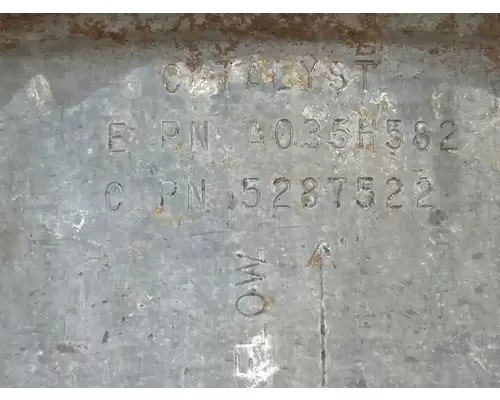 CATALYST
E PN A035H582
C PN 5287522
FLOW